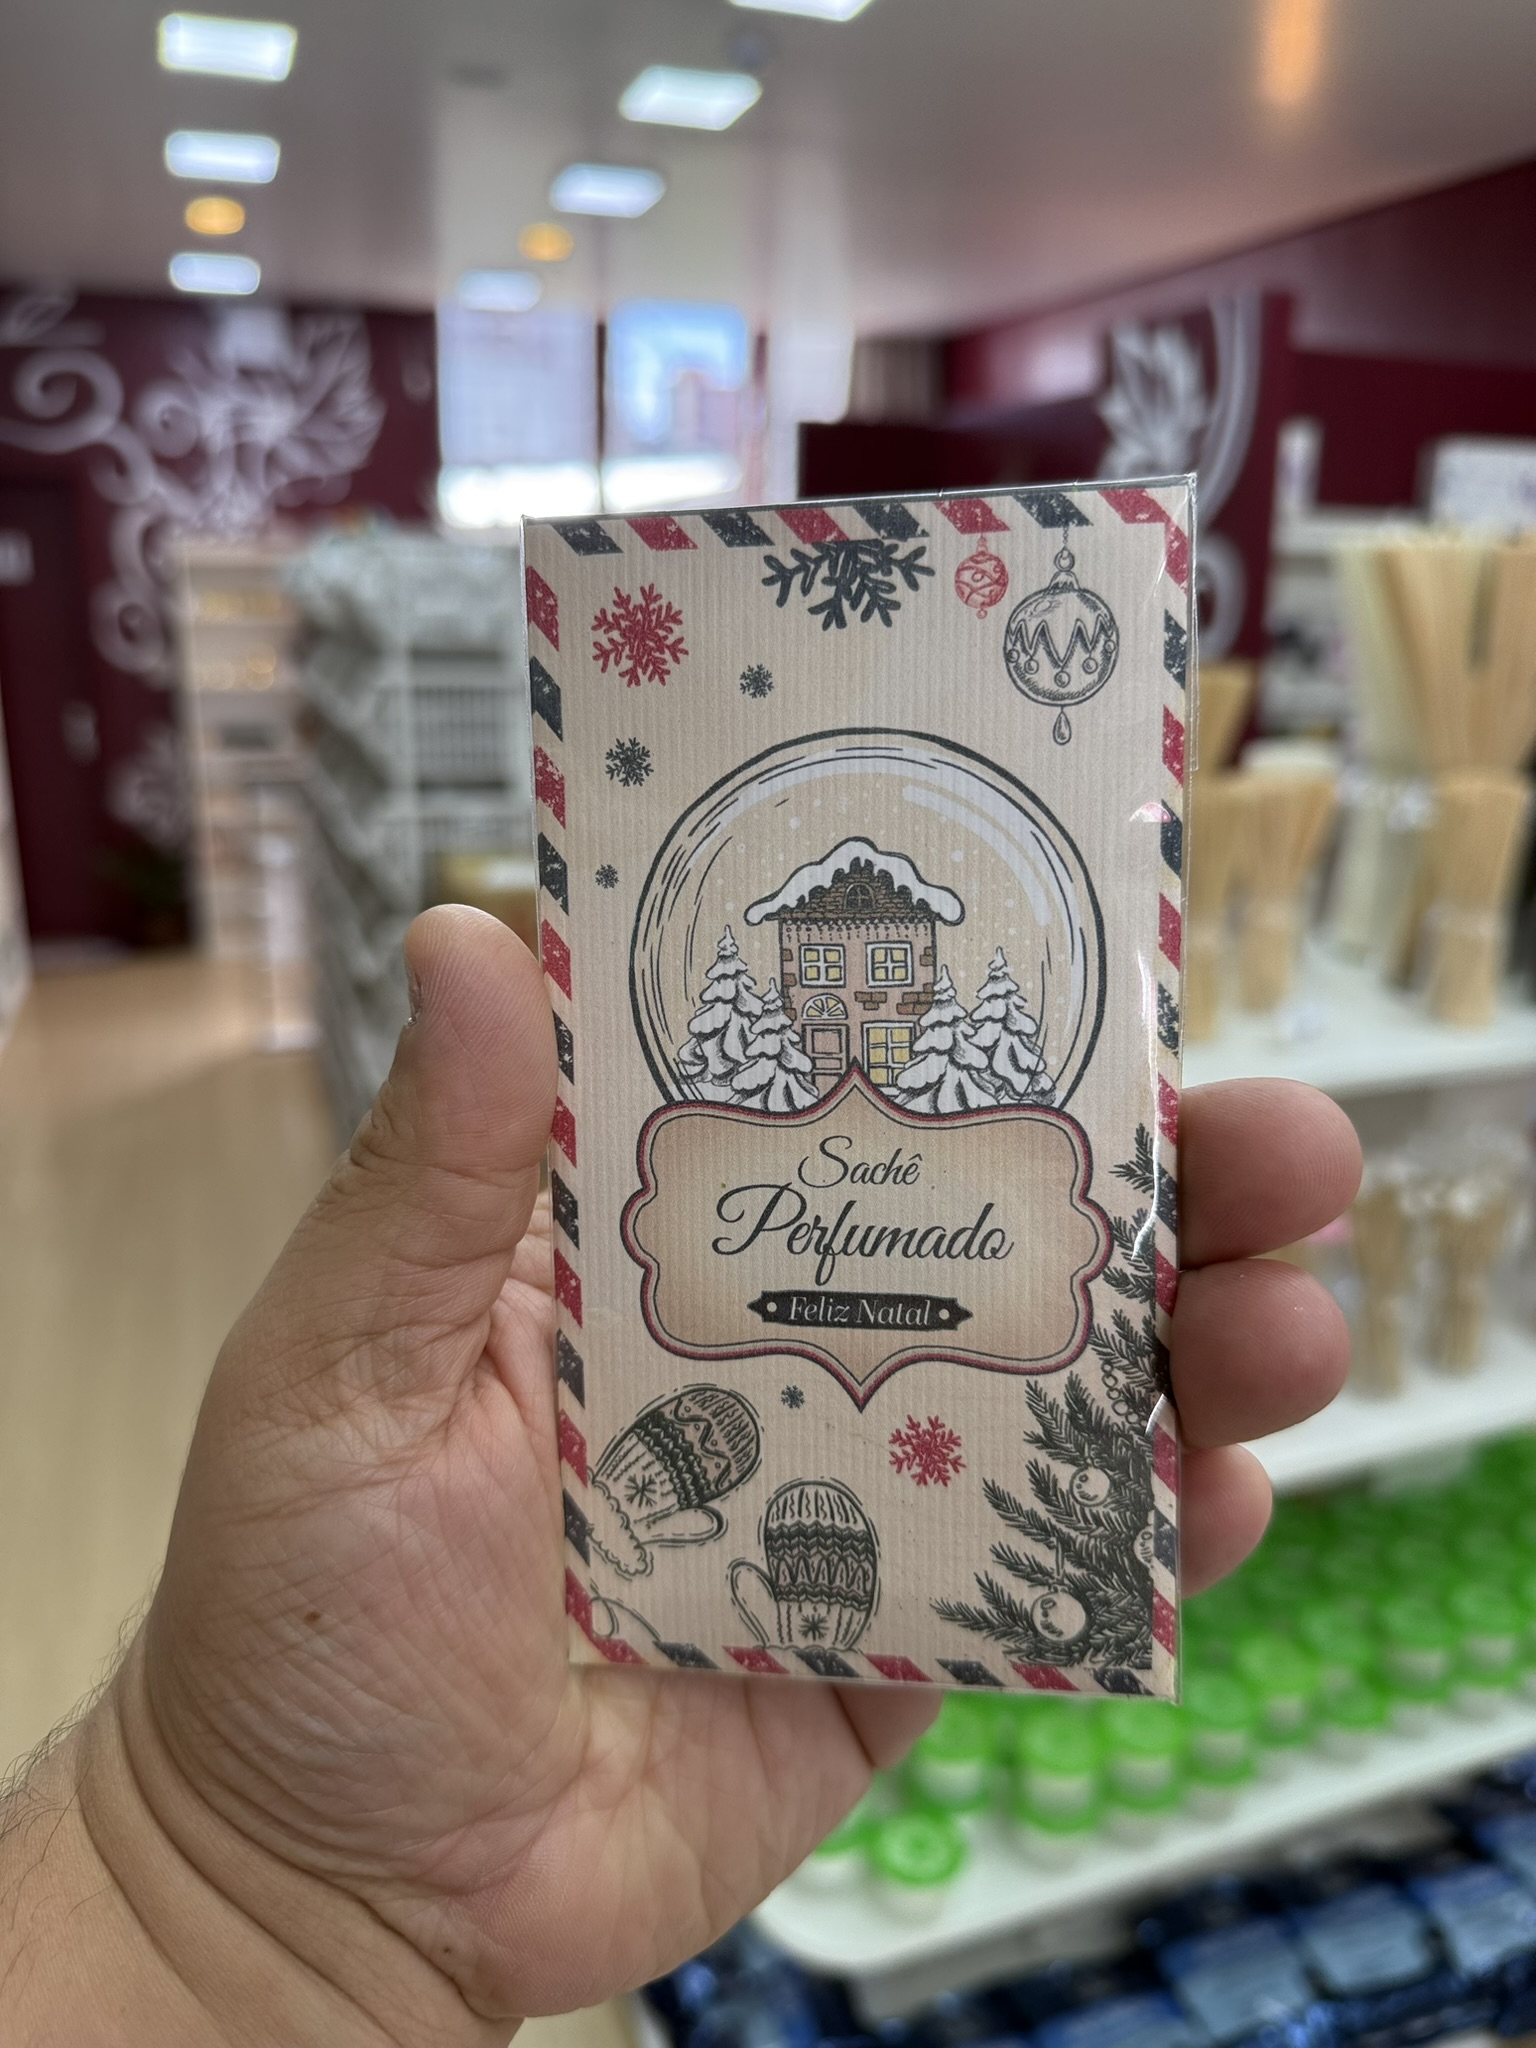 Sachê
Perfumado
Feliz Natal